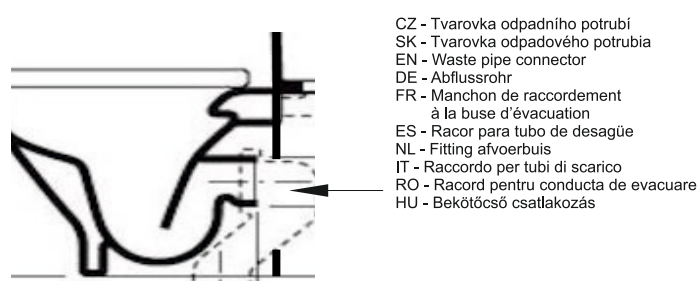 CZ - Tvarovka odpadního potrubí
SK - Tvarovka odpadového potrubia
EN - Waste pipe connector
DE - Abflussrohr
FR - Manchon de raccordement
à la buse d'évacuation
ES - Racor para tubo de desagüe
NL - Fitting afvoerbuis
IT - Raccordo per tubi di scarico
RO - Racord pentru conducta de evacuare
HU - Bekötőcső csatlakozás